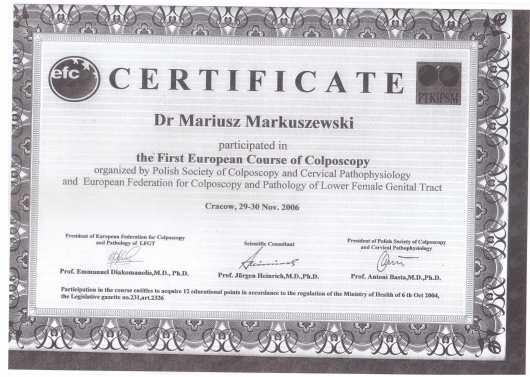 efc
CERTIFICATE
PTKiPSM
Dr Mariusz Markuszewski
participated in
the First European Course of Colposcopy
organized by Polish Society of Colposcopy and Cervical Pathophysiology
and European Federation for Colposcopy and Pathology of Lower Female Genital Tract
Cracow, 29-30 Nov. 2006
President of European Federation for Colposcopy
and Pathology of LFGT
Prof. Emmanuel Diakomanolis,M.D., Ph.D.
Scientific Consultant
Prof. Jürgen Heinrich,M.D.,Ph.D.
President of Polish Society of Colposcopy
and Cervical Pathophysiology
Prof. Antoni Basta,M.D.,Ph.D.
Participation in the course entitles to acquire 12 educational points in accordance to the regulation of the Ministry of Health of 6 th Oct 2004,
the Legislative gazette no.231,art.2326